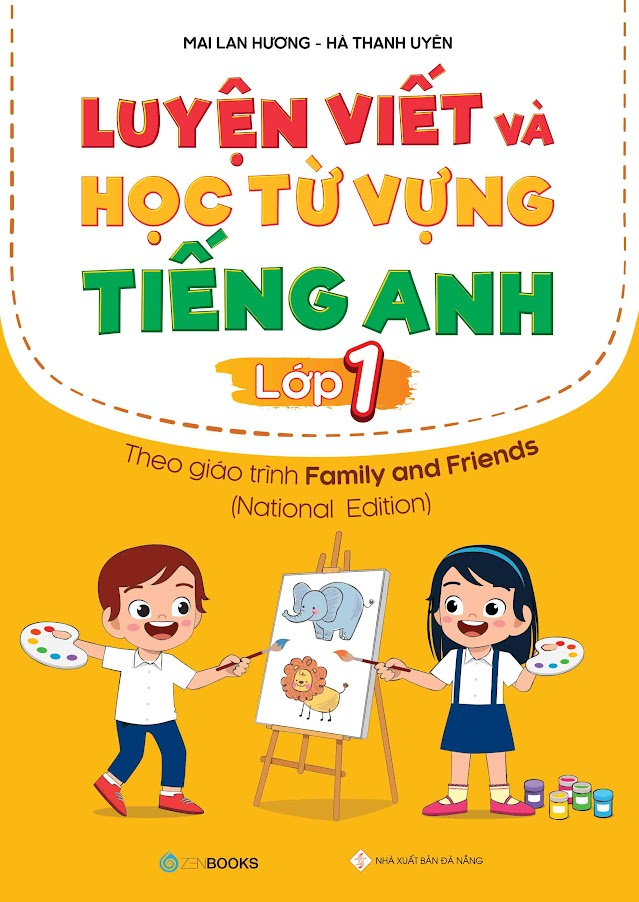 MAI LAN HƯƠNG - HÀ THANH UYÊN
LUYỆN VIẾT VÀ
HỌC TỪ VỰNG
TIẾNG ANH
Lớp 1
Theo giáo trình Family and Friends
(National Edition)
ZENBOOKS
NHÀ XUẤT BẢN ĐÀ NẴNG